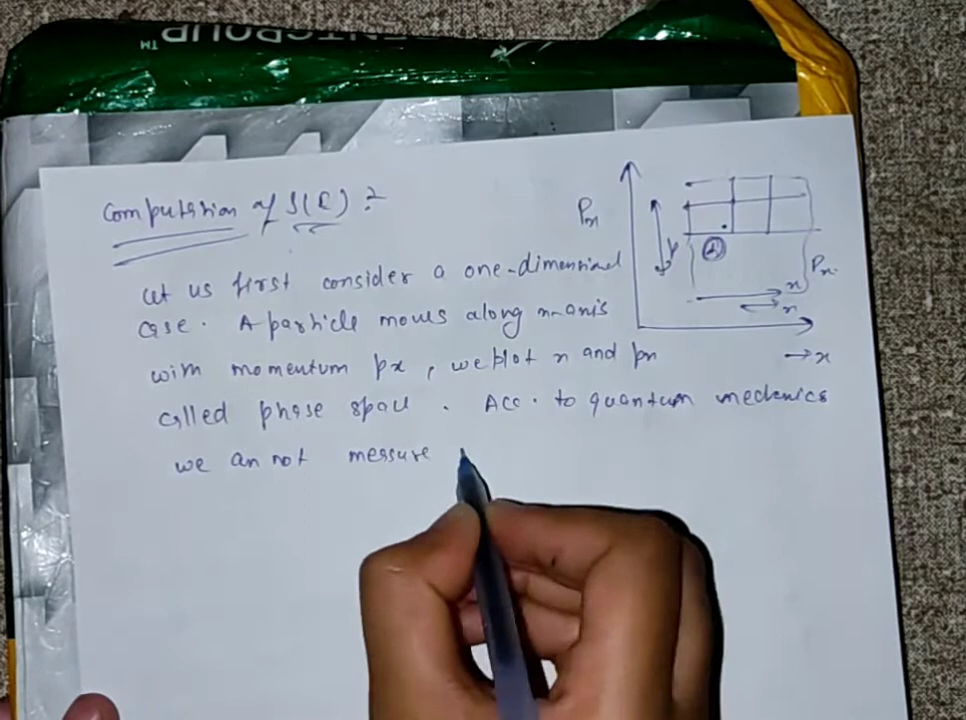 Computation of S(E) :-
Let us first consider a one-dimensional
case. A particle moves along x-axis
with momentum px, we plot x and px
called phase space. Acc. to quantum mechanics
we can not messure
Px
Px
x
x
→x